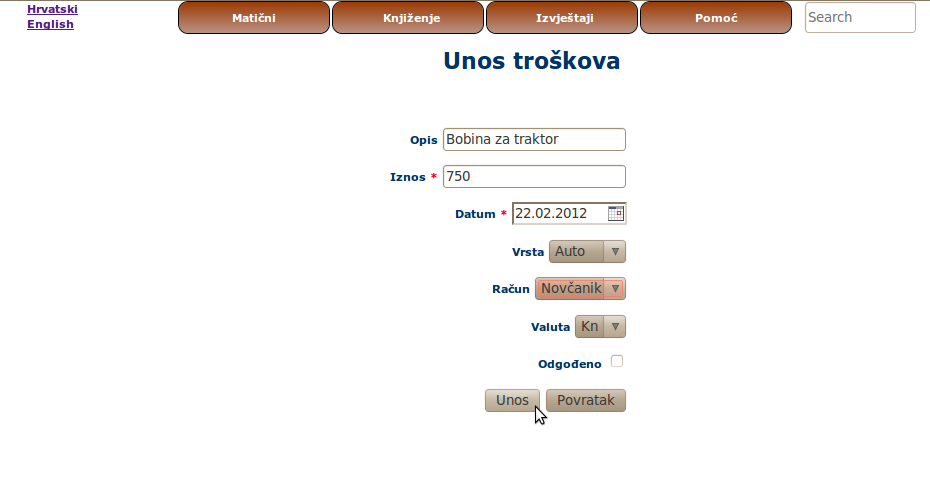 Hrvatski
English
Matični Knjiženje Izvještaji Pomoć Search
Unos troškova
Opis Bobina za traktor
Iznos * 750
Datum * 22.02.2012
Vrsta Auto
Račun Novčanik
Valuta Kn
Odgođeno
Unos Povratak